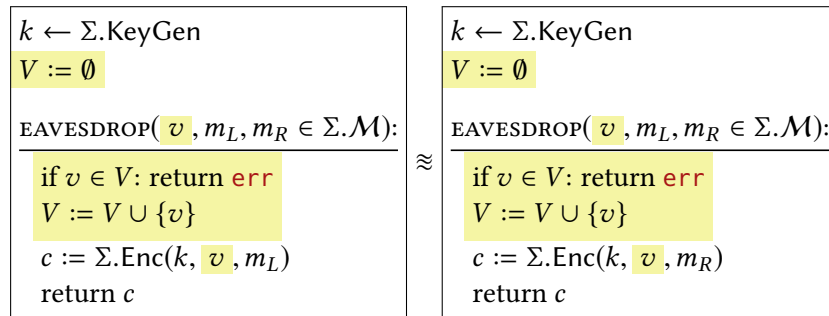 k ← Σ.KeyGen
V := ∅
EAVESDROP( v , m_L, m_R ∈ Σ.ℳ):
if v ∈ V: return err
V := V ∪ {v}
c := Σ.Enc(k, v , m_L)
return c
≋
k ← Σ.KeyGen
V := ∅
EAVESDROP( v , m_L, m_R ∈ Σ.ℳ):
if v ∈ V: return err
V := V ∪ {v}
c := Σ.Enc(k, v , m_R)
return c